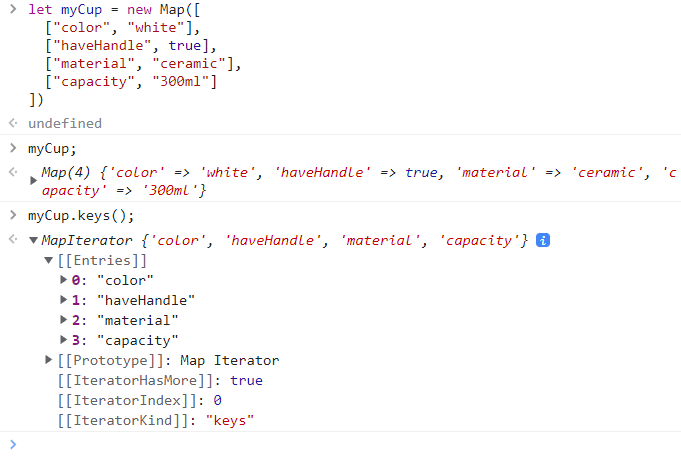 let myCup = new Map([
["color", "white"],
["haveHandle", true],
["material", "ceramic"],
["capacity", "300ml"]
])
undefined
myCup;
Map(4) {'color' => 'white', 'haveHandle' => true, 'material' => 'ceramic', 'c
apacity' => '300ml'}
myCup.keys();
MapIterator {'color', 'haveHandle', 'material', 'capacity'} i
[[Entries]]
0: "color"
1: "haveHandle"
2: "material"
3: "capacity"
[[Prototype]]: Map Iterator
[[IteratorHasMore]]: true
[[IteratorIndex]]: 0
[[IteratorKind]]: "keys"